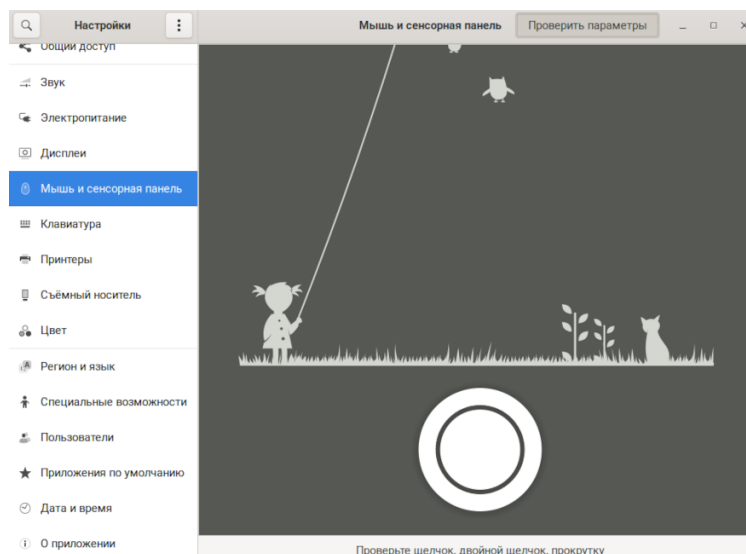 Настройки
Мышь и сенсорная панель
Проверить параметры
Общий доступ
Звук
Электропитание
Дисплеи
Мышь и сенсорная панель
Клавиатура
Принтеры
Съёмный носитель
Цвет
Регион и язык
Специальные возможности
Пользователи
Приложения по умолчанию
Дата и время
О приложении
Проверьте щелчок, двойной щелчок, прокрутку